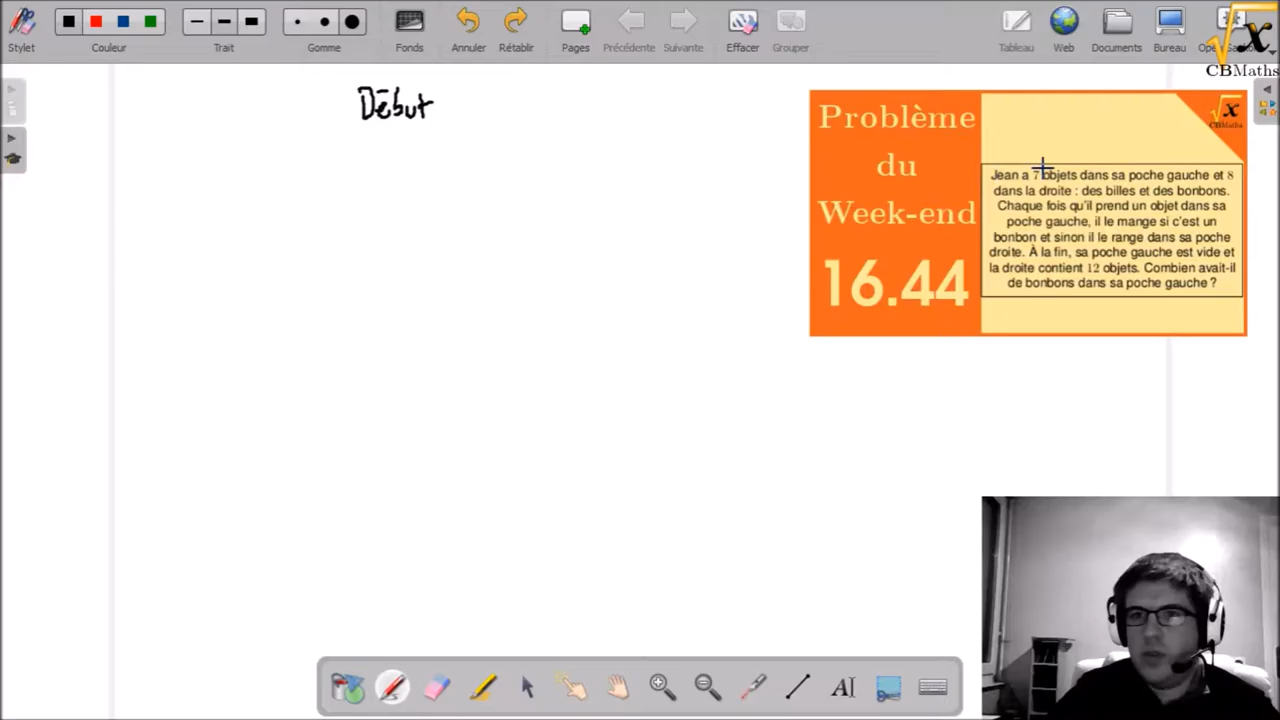 Stylet
Couleur
Trait
Gomme
Fonds
Annuler
Rétablir
Pages
Précédente
Suivante
Effacer
Grouper
Tableau
Web
Documents
Bureau
√x
CBMaths
Début
Problème
du
Week-end
16.44
√x
CBMaths
Jean a 7 objets dans sa poche gauche et 8
dans la droite : des billes et des bonbons.
Chaque fois qu'il prend un objet dans sa
poche gauche, il le mange si c'est un
bonbon et sinon il le range dans sa poche
droite. À la fin, sa poche gauche est vide et
la droite contient 12 objets. Combien avait-il
de bonbons dans sa poche gauche ?
AI